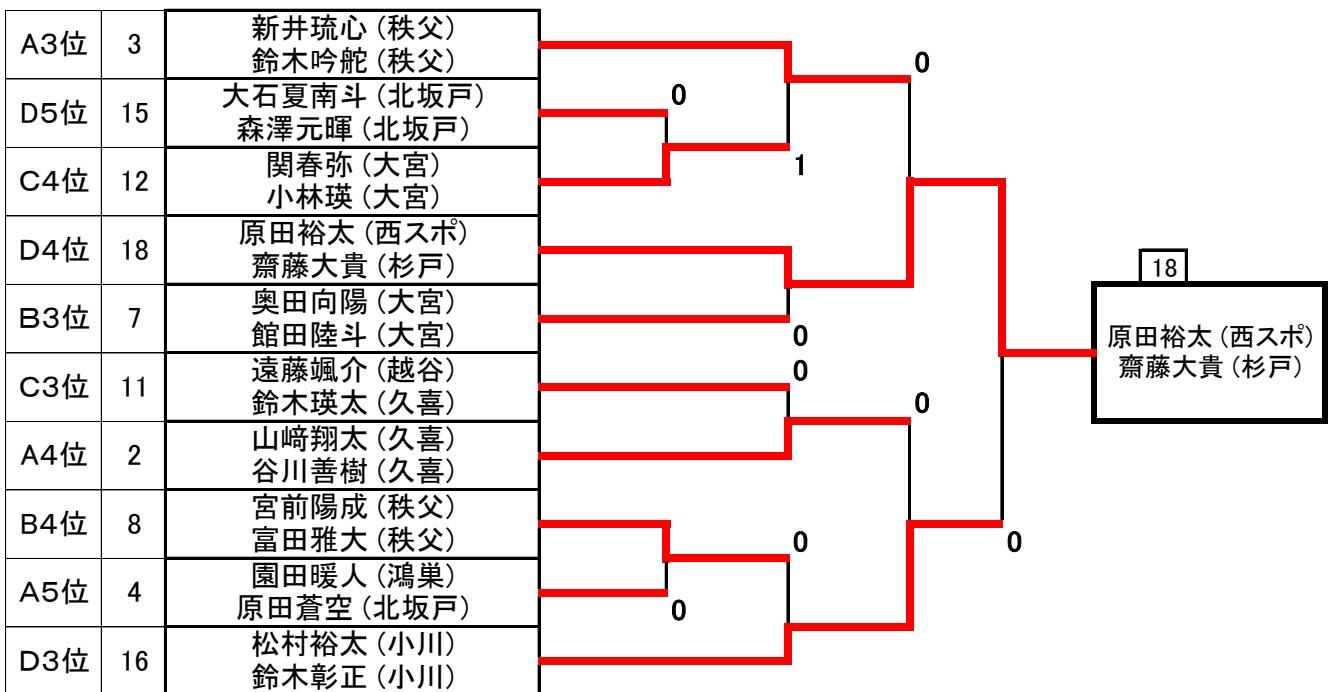 A3位 3 新井琉心（秩父）
鈴木吟舵（秩父）
0
0
D5位 15 大石夏南斗（北坂戸）
森澤元暉（北坂戸）
1
C4位 12 関春弥（大宮）
小林瑛（大宮）
D4位 18 原田裕太（西スポ）
齋藤大貴（杉戸）
18
B3位 7 奥田向陽（大宮）
館田陸斗（大宮）
0
原田裕太（西スポ）
齋藤大貴（杉戸）
C3位 11 遠藤颯介（越谷）
鈴木瑛太（久喜）
0
0
A4位 2 山﨑翔太（久喜）
谷川善樹（久喜）
B4位 8 宮前陽成（秩父）
富田雅大（秩父）
0
0
A5位 4 園田暖人（鴻巣）
原田蒼空（北坂戸）
0
D3位 16 松村裕太（小川）
鈴木彰正（小川）